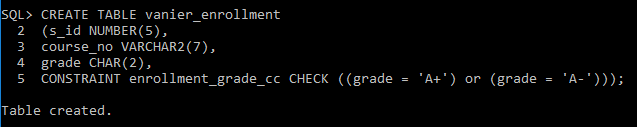 SQL> CREATE TABLE vanier_enrollment
  2  (s_id NUMBER(5),
  3  course_no VARCHAR2(7),
  4  grade CHAR(2),
  5  CONSTRAINT enrollment_grade_cc CHECK ((grade = 'A+') or (grade = 'A-')));
Table created.